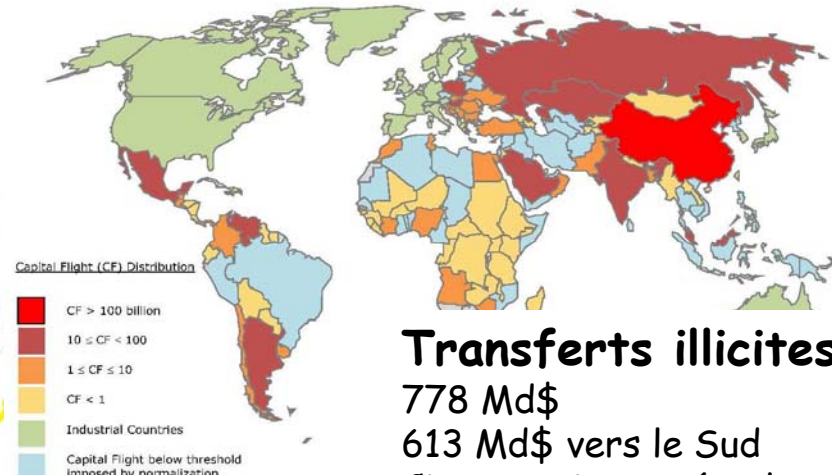 Capital Flight (CF) Distribution
CF > 100 billion
10 ≤ CF < 100
1 ≤ CF ≤ 10
CF < 1
Industrial Countries
Capital Flight below threshold
imposed by normalization
Transferts illicites
778 Md$
613 Md$ vers le Sud